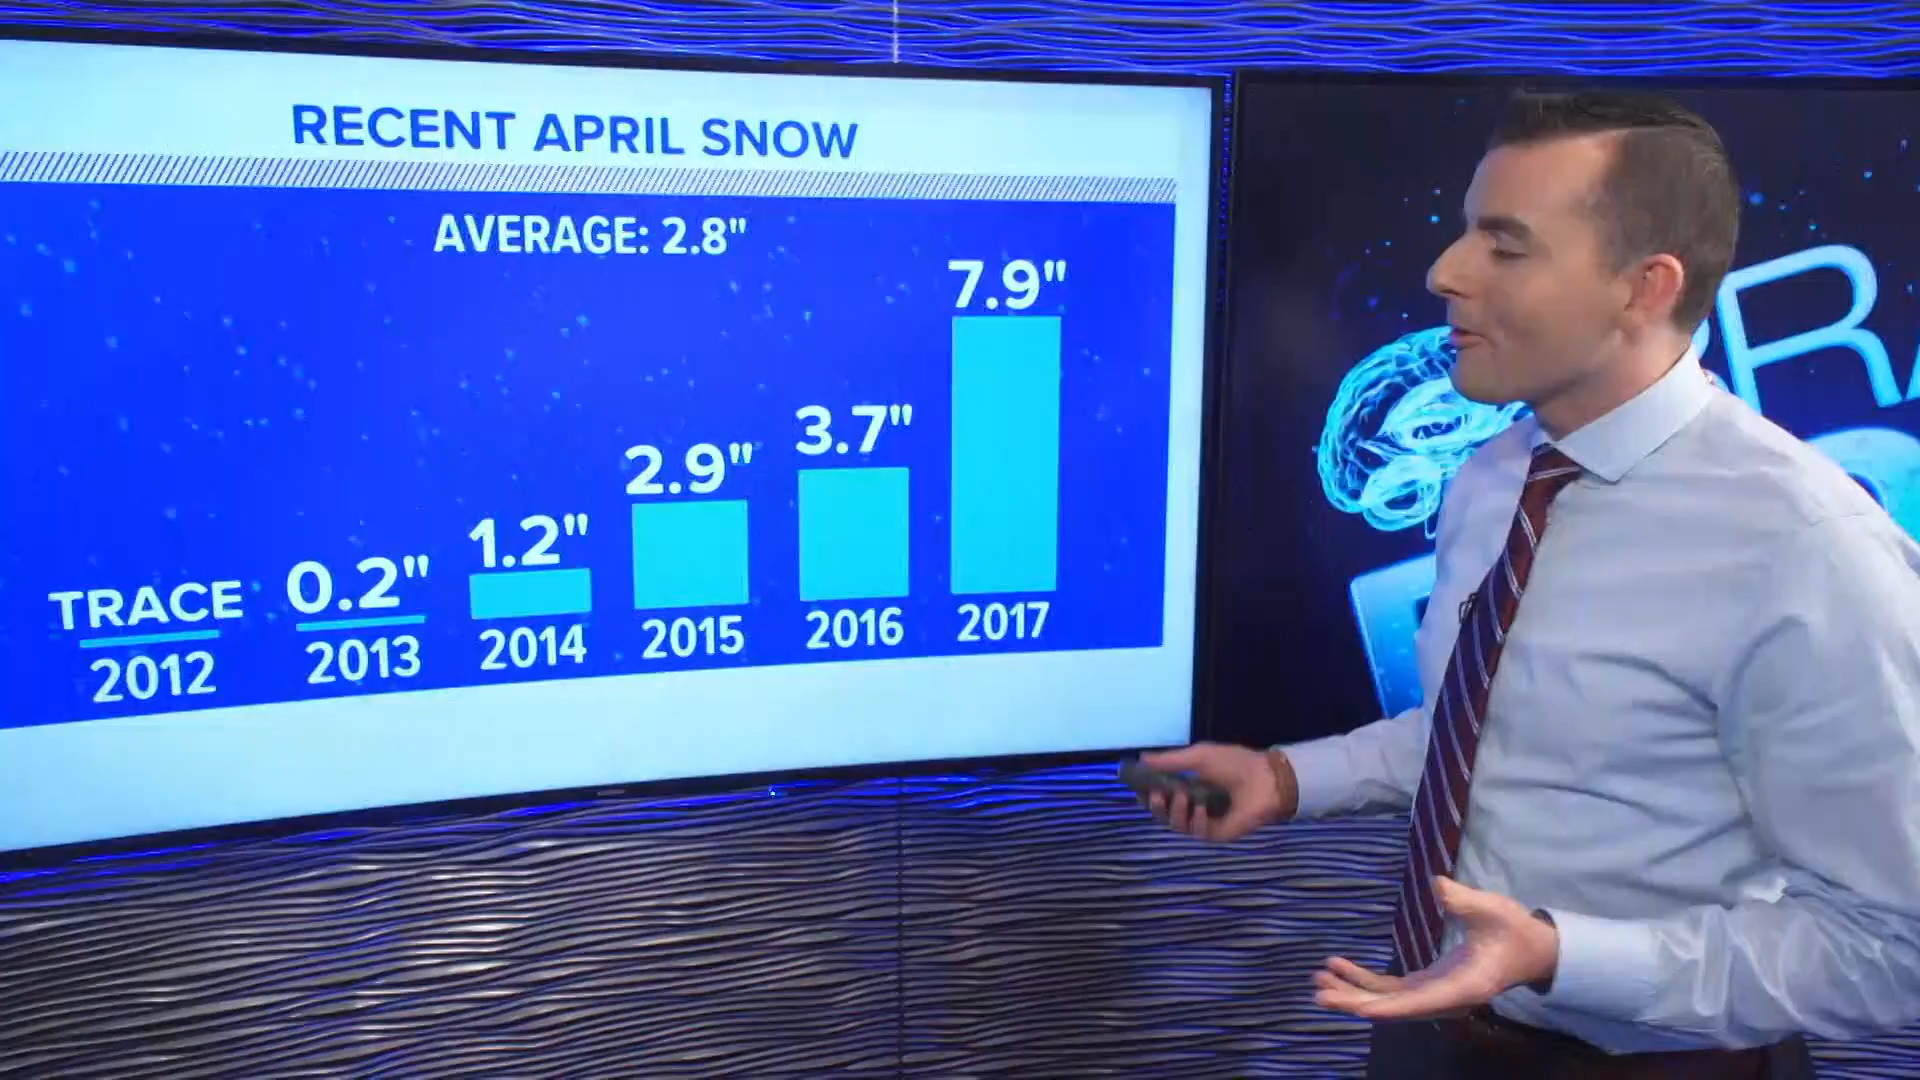 RECENT APRIL SNOW
AVERAGE: 2.8"
TRACE 0.2" 1.2" 2.9" 3.7" 7.9"
2012 2013 2014 2015 2016 2017